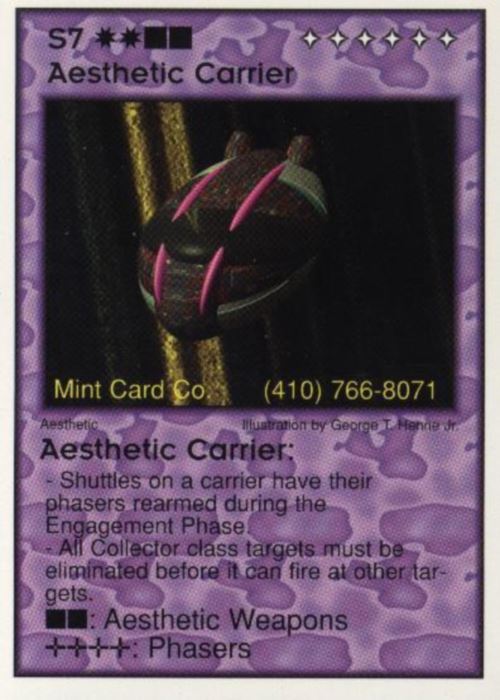 S7 ✷✷■■ ✧✧✧✧✧✧
Aesthetic Carrier
Mint Card Co. (410) 766-8071
Aesthetic Illustration by George T. Henne Jr.
Aesthetic Carrier:
- Shuttles on a carrier have their
phasers rearmed during the
Engagement Phase.
- All Collector class targets must be
eliminated before it can fire at other tar-
gets.
■■: Aesthetic Weapons
✢✢✢✢: Phasers